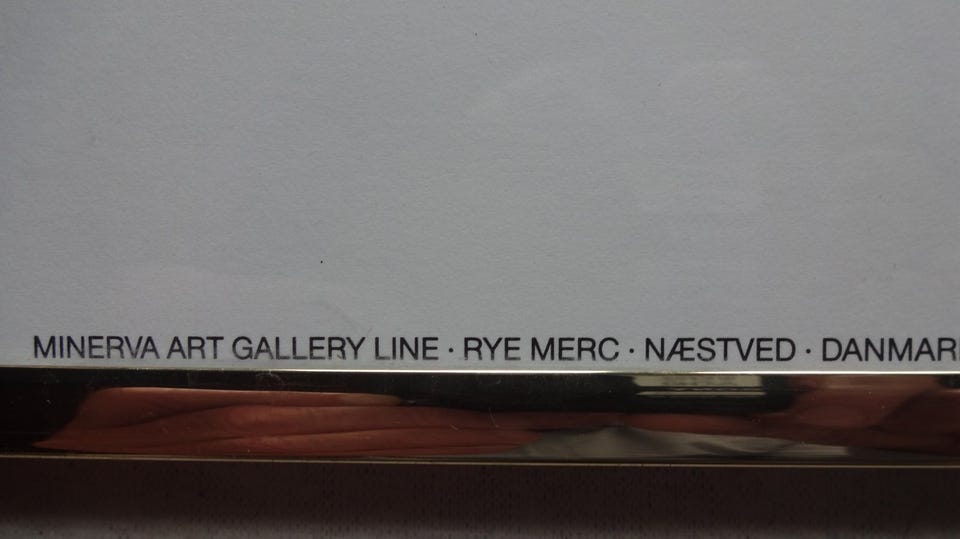 MINERVA ART GALLERY LINE · RYE MERC · NÆSTVED · DANMAR